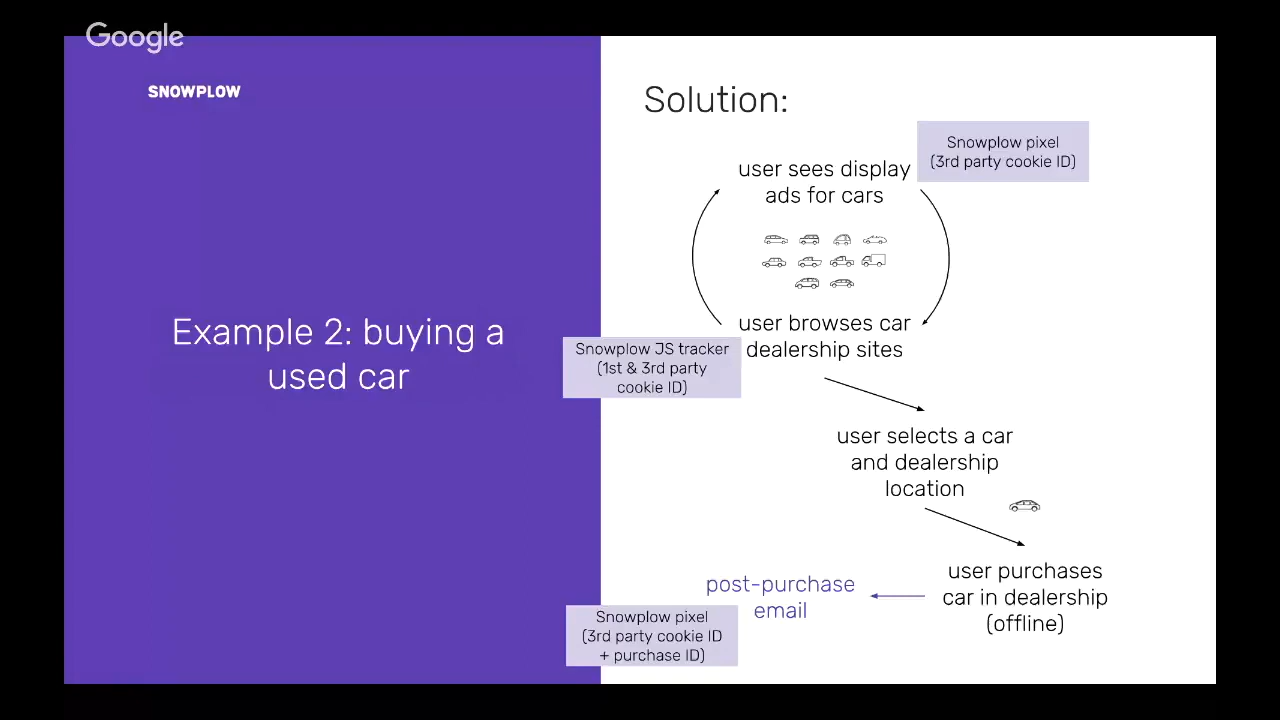 Google
SNOWPLOW
Example 2: buying a
used car
Solution:
Snowplow pixel
(3rd party cookie ID)
user sees display
ads for cars
user browses car
dealership sites
Snowplow JS tracker
(1st & 3rd party
cookie ID)
user selects a car
and dealership
location
user purchases
car in dealership
(offline)
post-purchase
email
Snowplow pixel
(3rd party cookie ID
+ purchase ID)